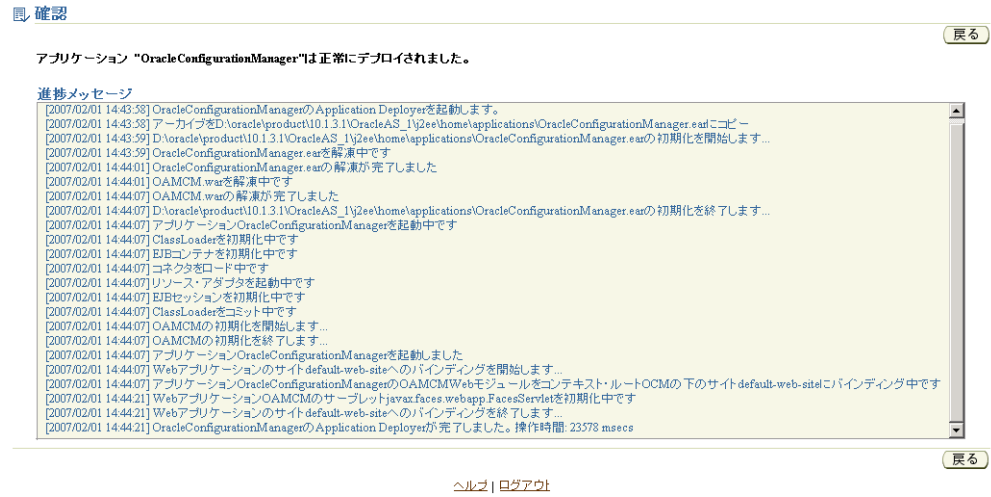 確認
戻る
アプリケーション "OracleConfigurationManager"は正常にデプロイされました。
進捗メッセージ
[2007/02/01 14:43:58] OracleConfigurationManagerのApplication Deployerを起動します。
[2007/02/01 14:43:58] アーカイブをD:\oracle\product\10.1.3.1\OracleAS_1\j2ee\home\applications\OracleConfigurationManager.earにコピー
[2007/02/01 14:43:59] D:\oracle\product\10.1.3.1\OracleAS_1\j2ee\home\applications\OracleConfigurationManager.earの初期化を開始します...
[2007/02/01 14:43:59] OracleConfigurationManager.earを解凍中です
[2007/02/01 14:44:01] OracleConfigurationManager.earの解凍が完了しました
[2007/02/01 14:44:01] OAMCM.warを解凍中です
[2007/02/01 14:44:07] OAMCM.warの解凍が完了しました
[2007/02/01 14:44:07] D:\oracle\product\10.1.3.1\OracleAS_1\j2ee\home\applications\OracleConfigurationManager.earの初期化を終了します...
[2007/02/01 14:44:07] アプリケーションOracleConfigurationManagerを起動中です
[2007/02/01 14:44:07] ClassLoaderを初期化中です
[2007/02/01 14:44:07] EJBコンテナを初期化中です
[2007/02/01 14:44:07] コネクタをロード中です
[2007/02/01 14:44:07] リソース・アダプタを起動中です
[2007/02/01 14:44:07] EJBセッションを初期化中です
[2007/02/01 14:44:07] ClassLoaderをコミット中です
[2007/02/01 14:44:07] OAMCMの初期化を開始します...
[2007/02/01 14:44:07] OAMCMの初期化を終了します...
[2007/02/01 14:44:07] アプリケーションOracleConfigurationManagerを起動しました
[2007/02/01 14:44:07] Webアプリケーションのサイトdefault-web-siteへのバインディングを開始します...
[2007/02/01 14:44:07] アプリケーションOracleConfigurationManagerのOAMCMWebモジュールをコンテキスト・ルートOCMの下のサイトdefault-web-siteにバインディング中です
[2007/02/01 14:44:21] WebアプリケーションOAMCMのサーブレットjavax.faces.webapp.FacesServletを初期化中です
[2007/02/01 14:44:21] Webアプリケーションのサイトdefault-web-siteへのバインディングを終了します...
[2007/02/01 14:44:21] OracleConfigurationManagerのApplication Deployerが完了しました。操作時間: 23578 msecs
戻る
ヘルプ | ログアウト